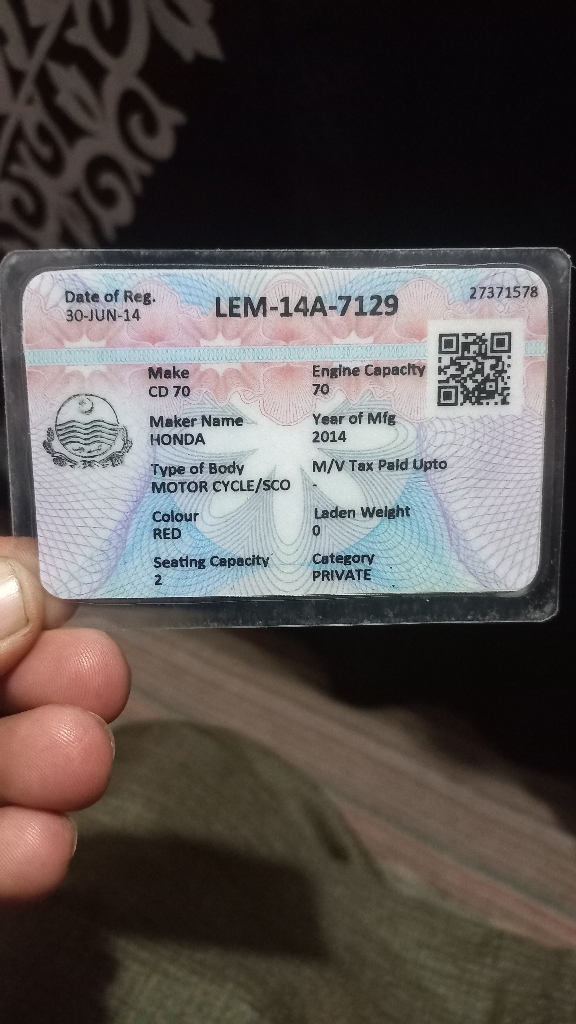 Date of Reg.
30-JUN-14
LEM-14A-7129
27371578
Make
CD 70
Engine Capacity
70
Maker Name
HONDA
Year of Mfg
2014
Type of Body
MOTOR CYCLE/SCO
M/V Tax Paid Upto
-
Colour
RED
Laden Weight
0
Seating Capacity
2
Category
PRIVATE